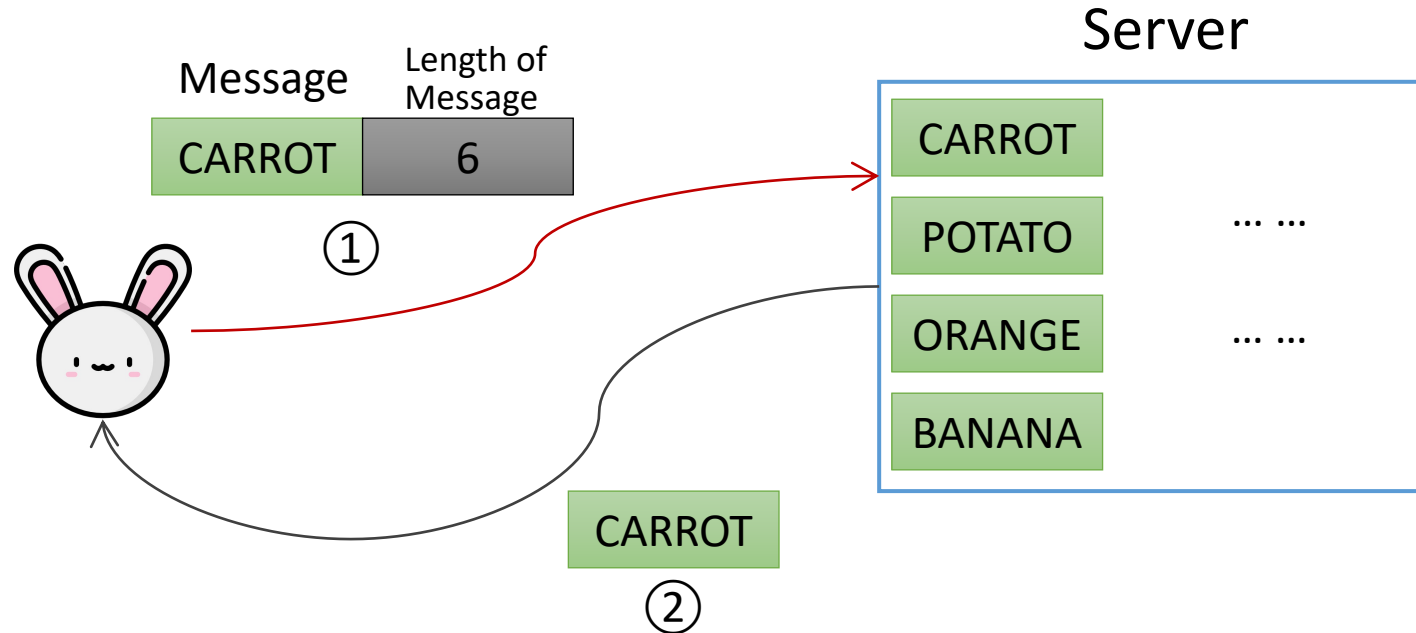 Server
Message
Length of
Message
CARROT
6
①
CARROT
POTATO
... ...
ORANGE
... ...
BANANA
CARROT
②